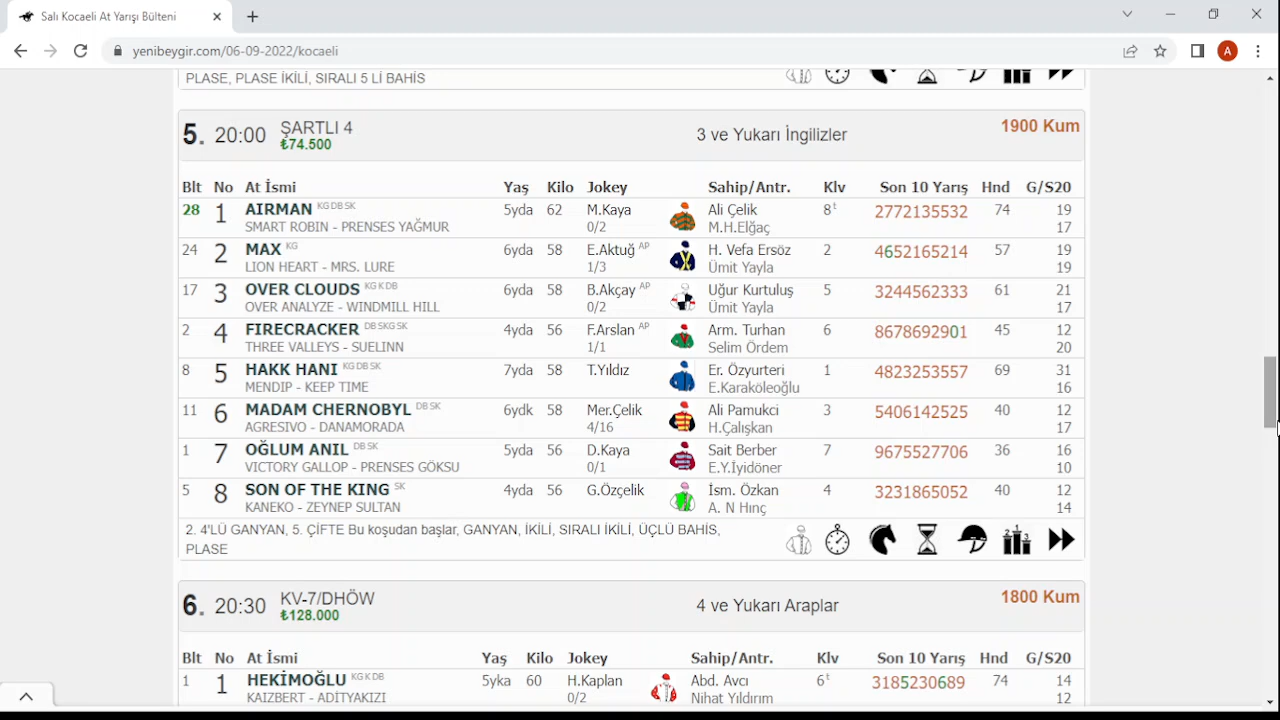 Salı Kocaeli At Yarışı Bülteni
yenibeygir.com/06-09-2022/kocaeli
A
PLASE, PLASE İKİLİ, SIRALI 5 Lİ BAHİS
5. 20:00 ŞARTLI 4 3 ve Yukarı İngilizler 1900 Kum
₺74.500
Blt No At İsmi Yaş Kilo Jokey Sahip/Antr. Klv Son 10 Yarış Hnd G/S20
28 1 AIRMAN KG DB SK 5yda 62 M.Kaya Ali Çelik 8t 2772135532 74 19
SMART ROBIN - PRENSES YAĞMUR 0/2 M.H.Elğaç 17
24 2 MAX KG 6yda 58 E.Aktuğ AP H. Vefa Ersöz 2 4652165214 57 19
LION HEART - MRS. LURE 1/3 Ümit Yayla 19
17 3 OVER CLOUDS KG K DB 6yda 58 B.Akçay AP Uğur Kurtuluş 5 3244562333 61 21
OVER ANALYZE - WINDMILL HILL 0/2 Ümit Yayla 17
2 4 FIRECRACKER DB SKG SK 4yda 56 F.Arslan AP Arm. Turhan 6 8678692901 45 12
THREE VALLEYS - SUELINN 1/1 Selim Ördem 20
8 5 HAKK HANI KG DB SK 7yda 58 T.Yıldız Er. Özyurteri 1 4823253557 69 31
MENDIP - KEEP TIME E.Karaköleoğlu 16
11 6 MADAM CHERNOBYL DB SK 6ydk 58 Mer.Çelik Ali Pamukci 3 5406142525 40 12
AGRESIVO - DANAMORADA 4/16 H.Çalışkan 17
1 7 OĞLUM ANIL DB SK 5yda 56 D.Kaya Sait Berber 7 9675527706 36 16
VICTORY GALLOP - PRENSES GÖKSU 0/1 E.Y.İyidöner 10
5 8 SON OF THE KING SK 4yda 56 G.Özçelik İsm. Özkan 4 3231865052 40 12
KANEKO - ZEYNEP SULTAN A. N Hınç 14
2. 4'LÜ GANYAN, 5. ÇİFTE Bu koşudan başlar, GANYAN, İKİLİ, SIRALI İKİLİ, ÜÇLÜ BAHİS,
PLASE
6. 20:30 KV-7/DHÖW 4 ve Yukarı Araplar 1800 Kum
₺128.000
Blt No At İsmi Yaş Kilo Jokey Sahip/Antr. Klv Son 10 Yarış Hnd G/S20
1 1 HEKİMOĞLU KG K DB 5yka 60 H.Kaplan Abd. Avcı 6t 3185230689 74 14
KAIZBERT - ADİTYAKIZI 0/2 Nihat Yıldırım 12